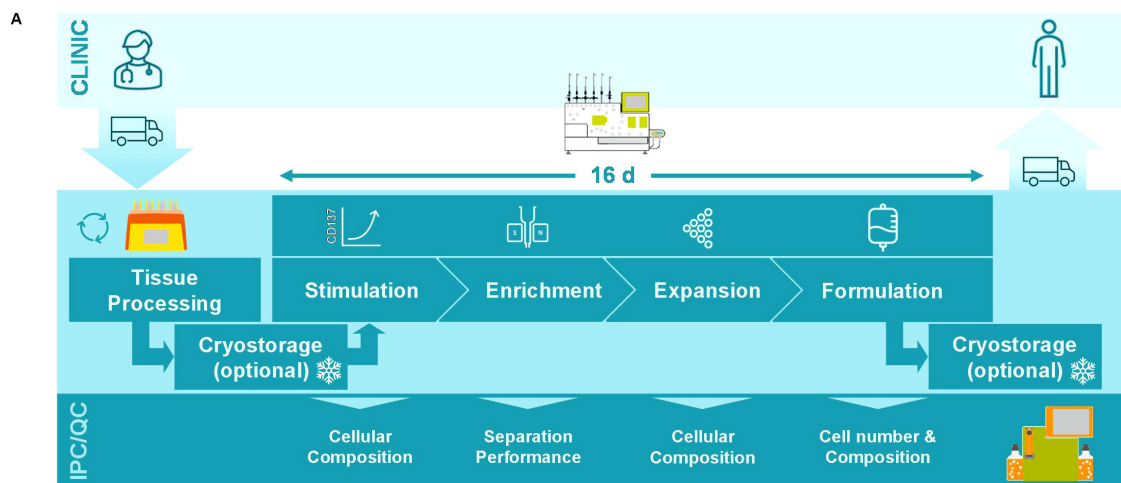 A
CLINIC
16 d
CD137
S N
Tissue
Processing
Stimulation
Enrichment
Expansion
Formulation
Cryostorage
(optional)
Cryostorage
(optional)
IPC/QC
Cellular
Composition
Separation
Performance
Cellular
Composition
Cell number &
Composition